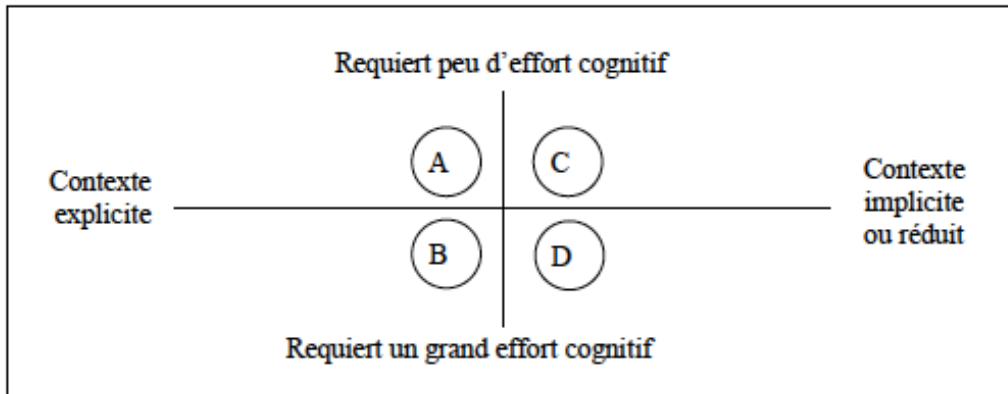 Requiert peu d'effort cognitif
A
C
Contexte
explicite
Contexte
implicite
ou réduit
B
D
Requiert un grand effort cognitif